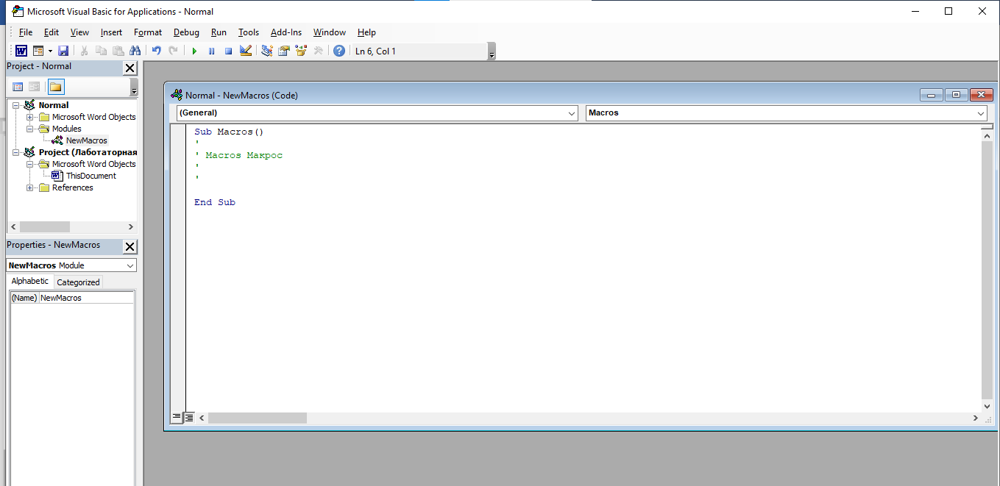 Microsoft Visual Basic for Applications - Normal
File Edit View Insert Format Debug Run Tools Add-Ins Window Help
Ln 6, Col 1
Project - Normal
Normal
Microsoft Word Objects
Modules
NewMacros
Project (Лаботаторная
Microsoft Word Objects
ThisDocument
References
Properties - NewMacros
NewMacros Module
Alphabetic Categorized
(Name) NewMacros
Normal - NewMacros (Code)
(General) Macros
Sub Macros()
'
' Macros Макрос
'
'
End Sub